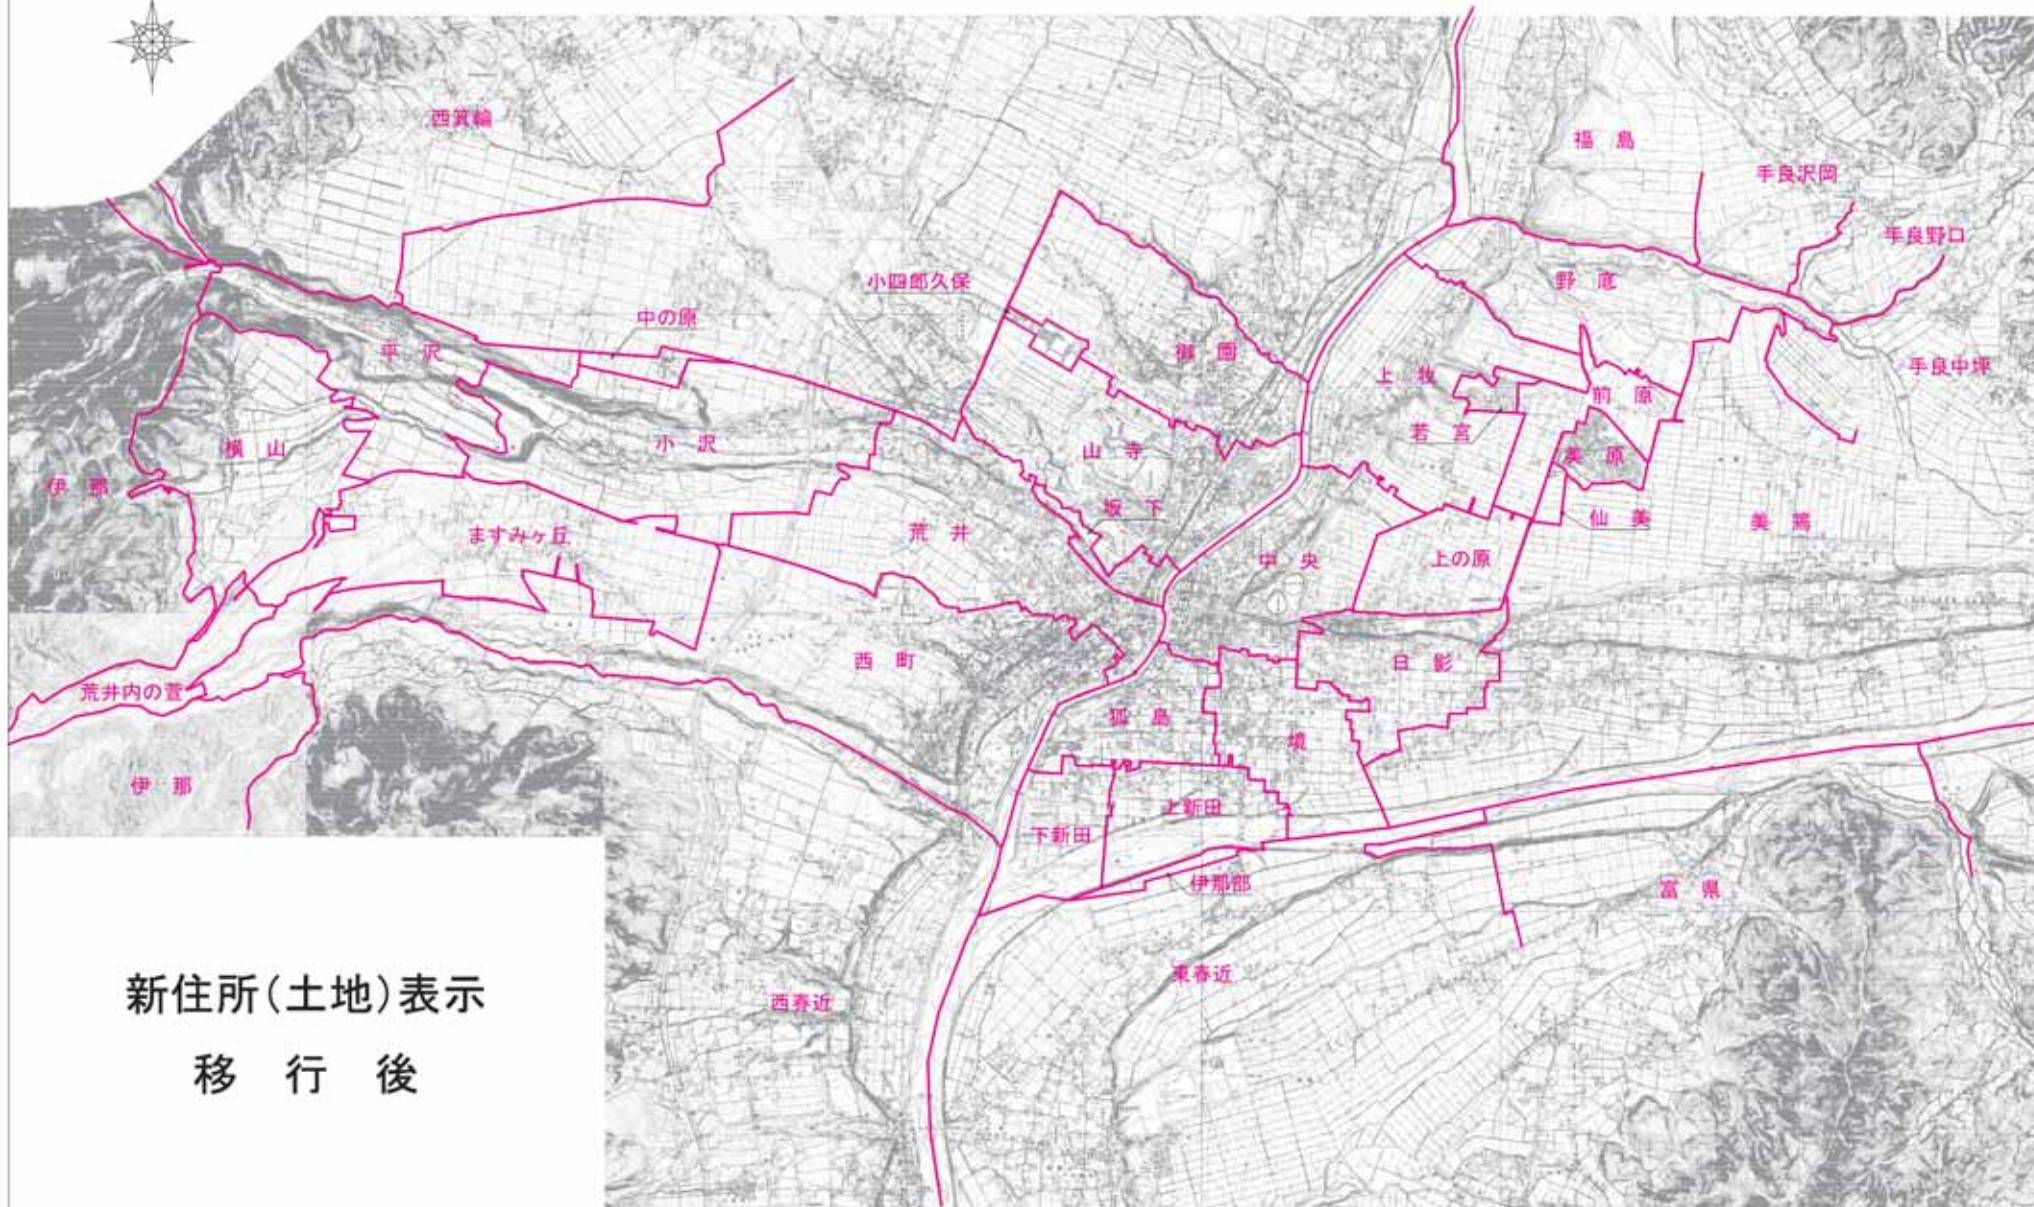 西箕輪
福島
手良沢岡
手良野口
小四郎久保
野底
中の原
平沢
御園
上牧
手良中坪
前原
若宮
横山
小沢
山寺
美原
伊那
坂下
仙美
美篶
ますみヶ丘
荒井
中央
上の原
西町
日影
荒井内の萱
狐島
境
伊那
上新田
下新田
伊那部
富県
東春近
西春近
新住所(土地)表示
移行後